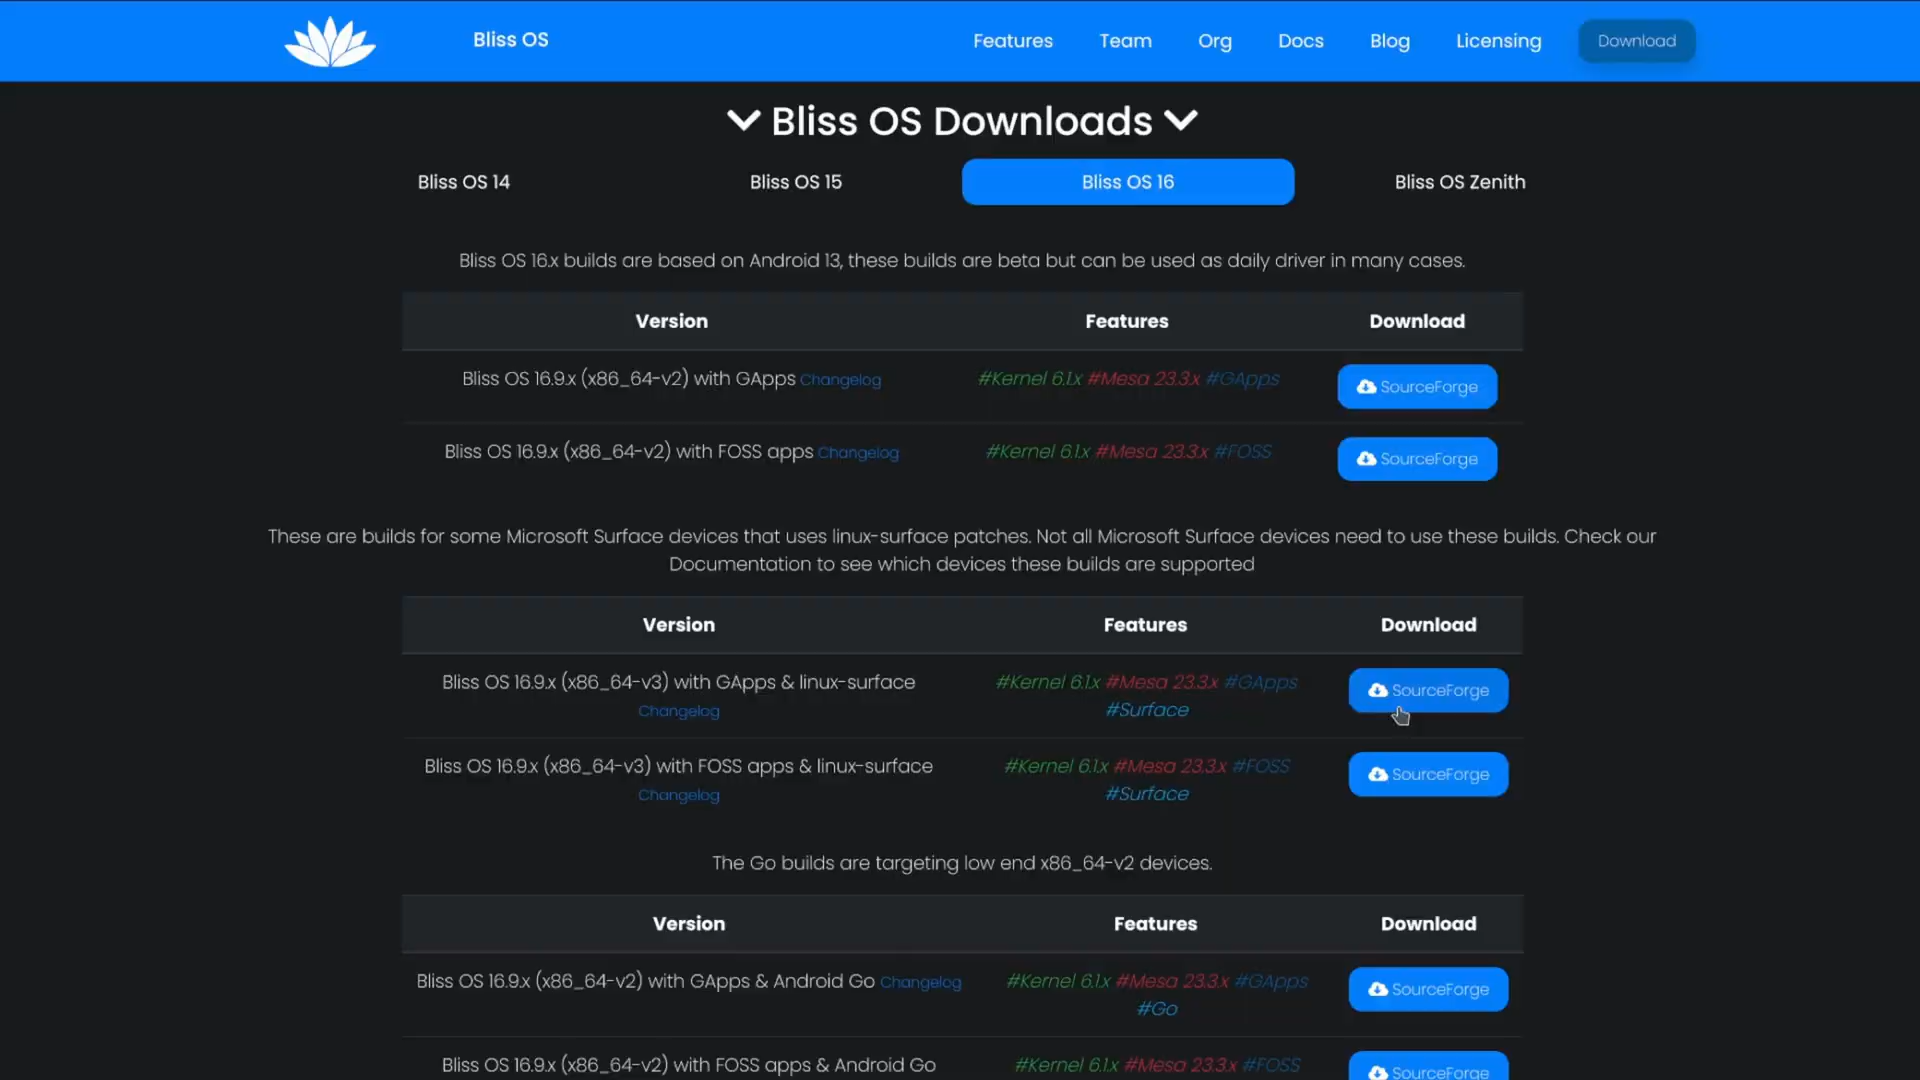 Bliss OS
Features Team Org Docs Blog Licensing Download
Bliss OS Downloads
Bliss OS 14 Bliss OS 15 Bliss OS 16 Bliss OS Zenith
Bliss OS 16.x builds are based on Android 13, these builds are beta but can be used as daily driver in many cases.
Version Features Download
Bliss OS 16.9.x (x86_64-v2) with GApps Changelog #Kernel 6.1.x #Mesa 23.3.x #GApps SourceForge
Bliss OS 16.9.x (x86_64-v2) with FOSS apps Changelog #Kernel 6.1.x #Mesa 23.3.x #FOSS SourceForge
These are builds for some Microsoft Surface devices that uses linux-surface patches. Not all Microsoft Surface devices need to use these builds. Check our
Documentation to see which devices these builds are supported
Version Features Download
Bliss OS 16.9.x (x86_64-v3) with GApps & linux-surface #Kernel 6.1.x #Mesa 23.3.x #GApps SourceForge
Changelog #Surface
Bliss OS 16.9.x (x86_64-v3) with FOSS apps & linux-surface #Kernel 6.1.x #Mesa 23.3.x #FOSS SourceForge
Changelog #Surface
The Go builds are targeting low end x86_64-v2 devices.
Version Features Download
Bliss OS 16.9.x (x86_64-v2) with GApps & Android Go Changelog #Kernel 6.1.x #Mesa 23.3.x #GApps SourceForge
#Go
Bliss OS 16.9.x (x86_64-v2) with FOSS apps & Android Go #Kernel 6.1.x #Mesa 23.3.x #FOSS SourceForge